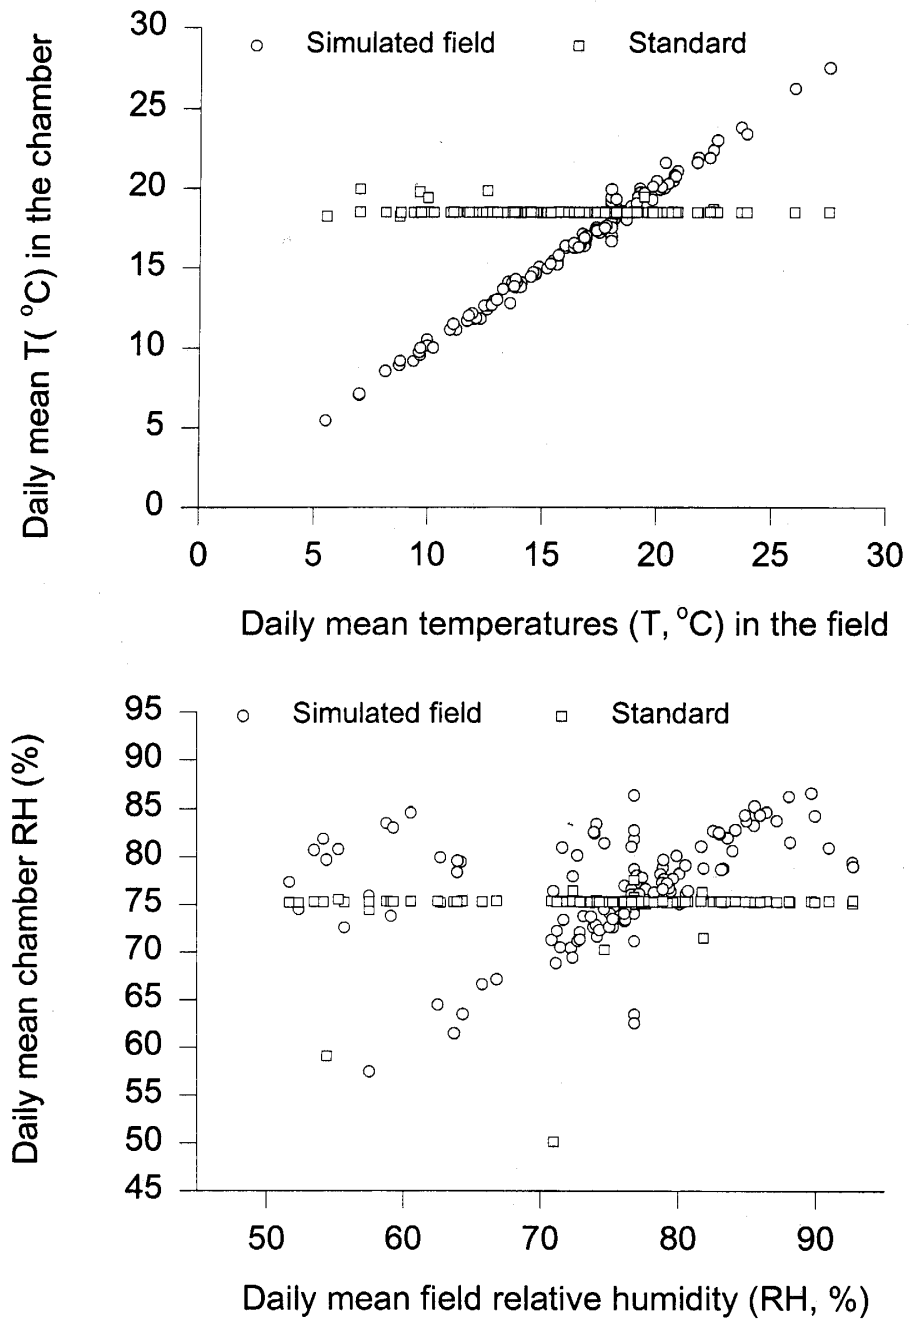 Daily mean T( °C) in the chamber
Simulated field
Standard
30
25
20
15
10
5
0
0 5 10 15 20 25 30
Daily mean temperatures (T, °C) in the field
Daily mean chamber RH (%)
Simulated field
Standard
95
90
85
80
75
70
65
60
55
50
45
50 60 70 80 90
Daily mean field relative humidity (RH, %)